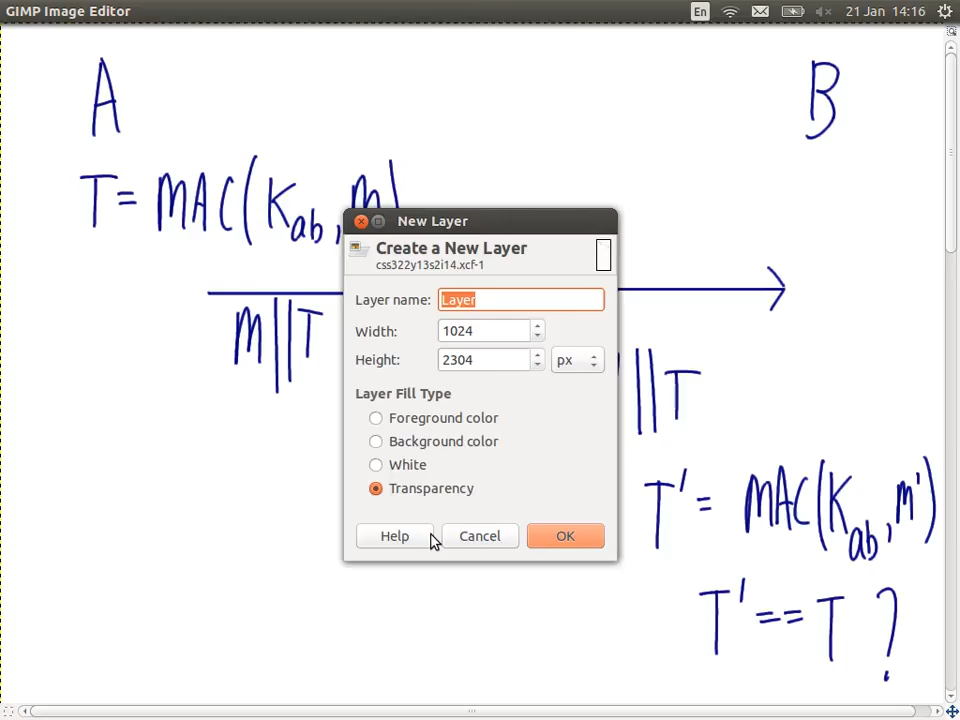 GIMP Image Editor En 21 Jan 14:16
A B
T= MAC(Kab, m)
New Layer
Create a New Layer
css322y13s2i14.xcf-1
Layer name: Layer
Width: 1024
Height: 2304 px
Layer Fill Type
Foreground color
Background color
White
Transparency
Help Cancel OK
m||T
||T
T' = MAC(Kab, m')
T' == T ?